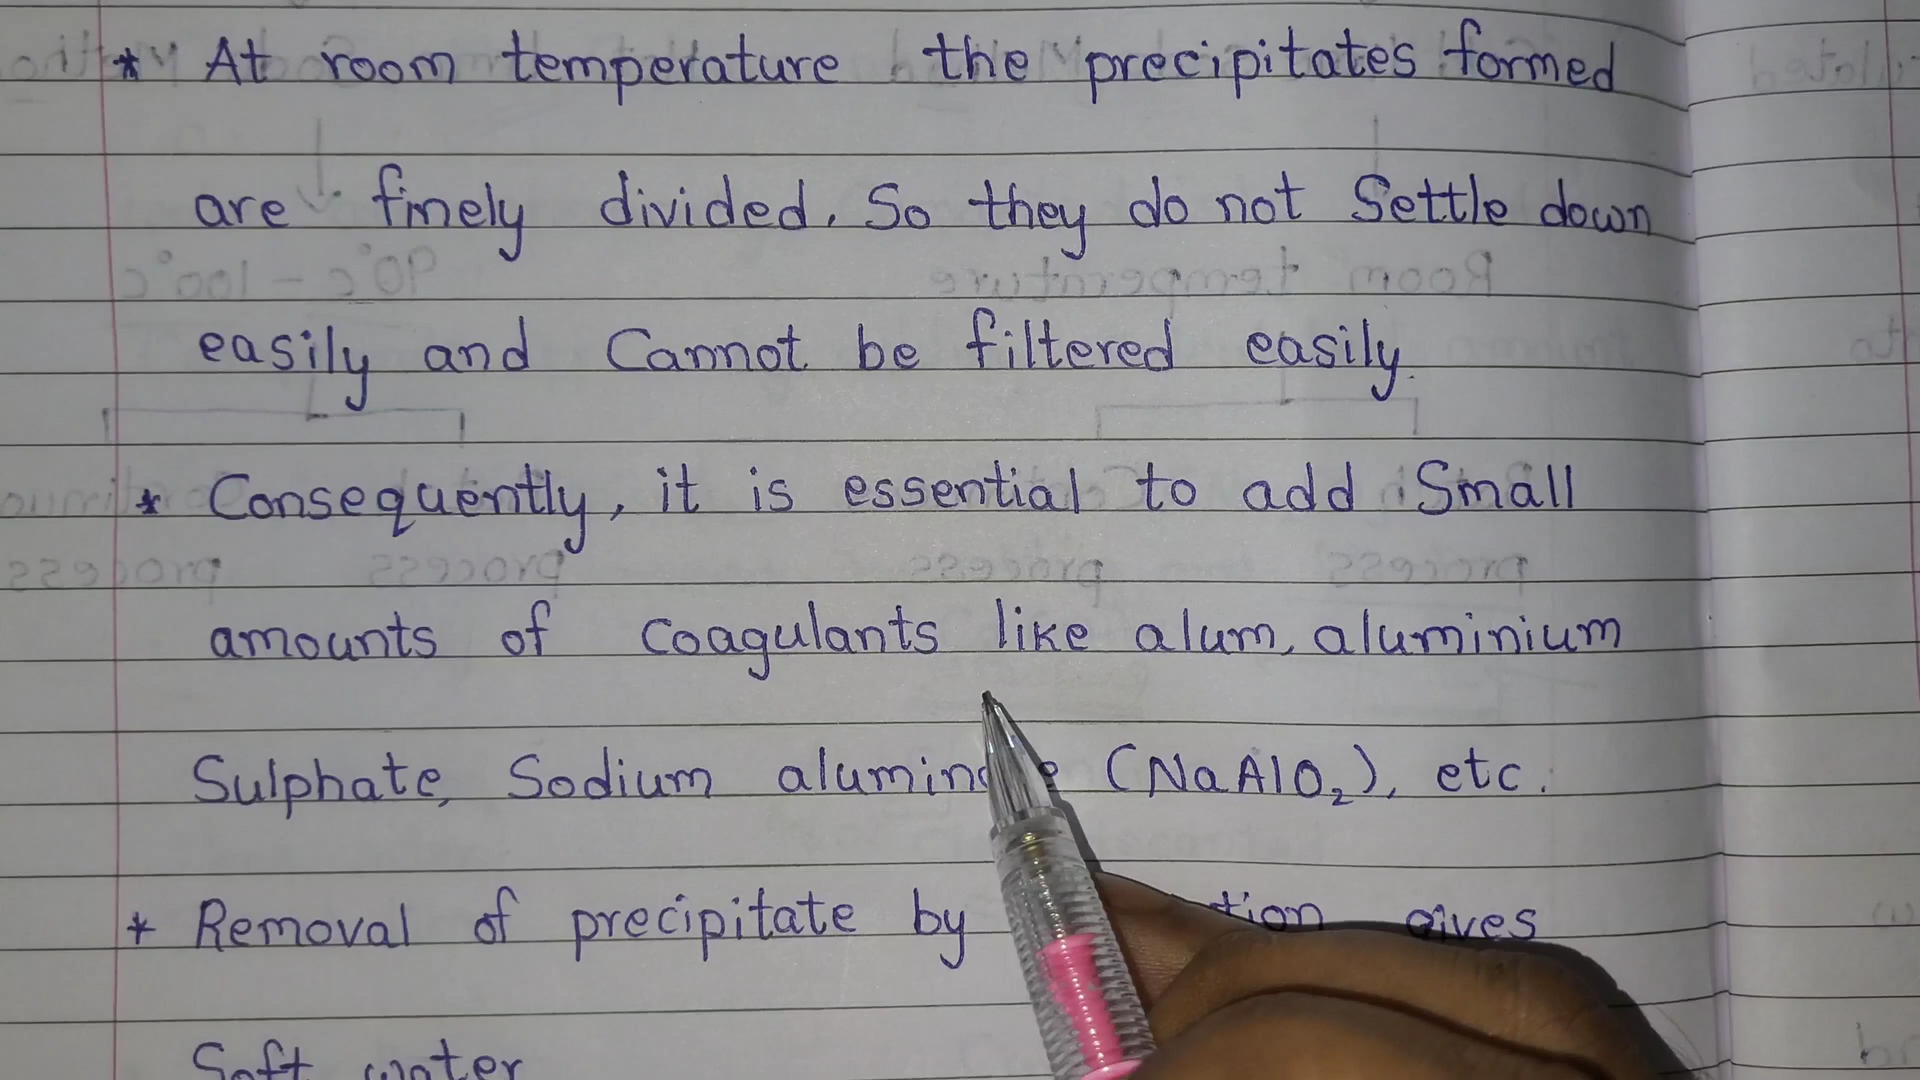 * At room temperature the precipitates formed
are finely divided. So they do not Settle down
easily and Cannot be filtered easily.
* Consequently, it is essential to add Small
amounts of Coagulants like alum, aluminium
Sulphate, Sodium (NaAlO₂), etc.
* Removal of precipitate by gives
Soft water